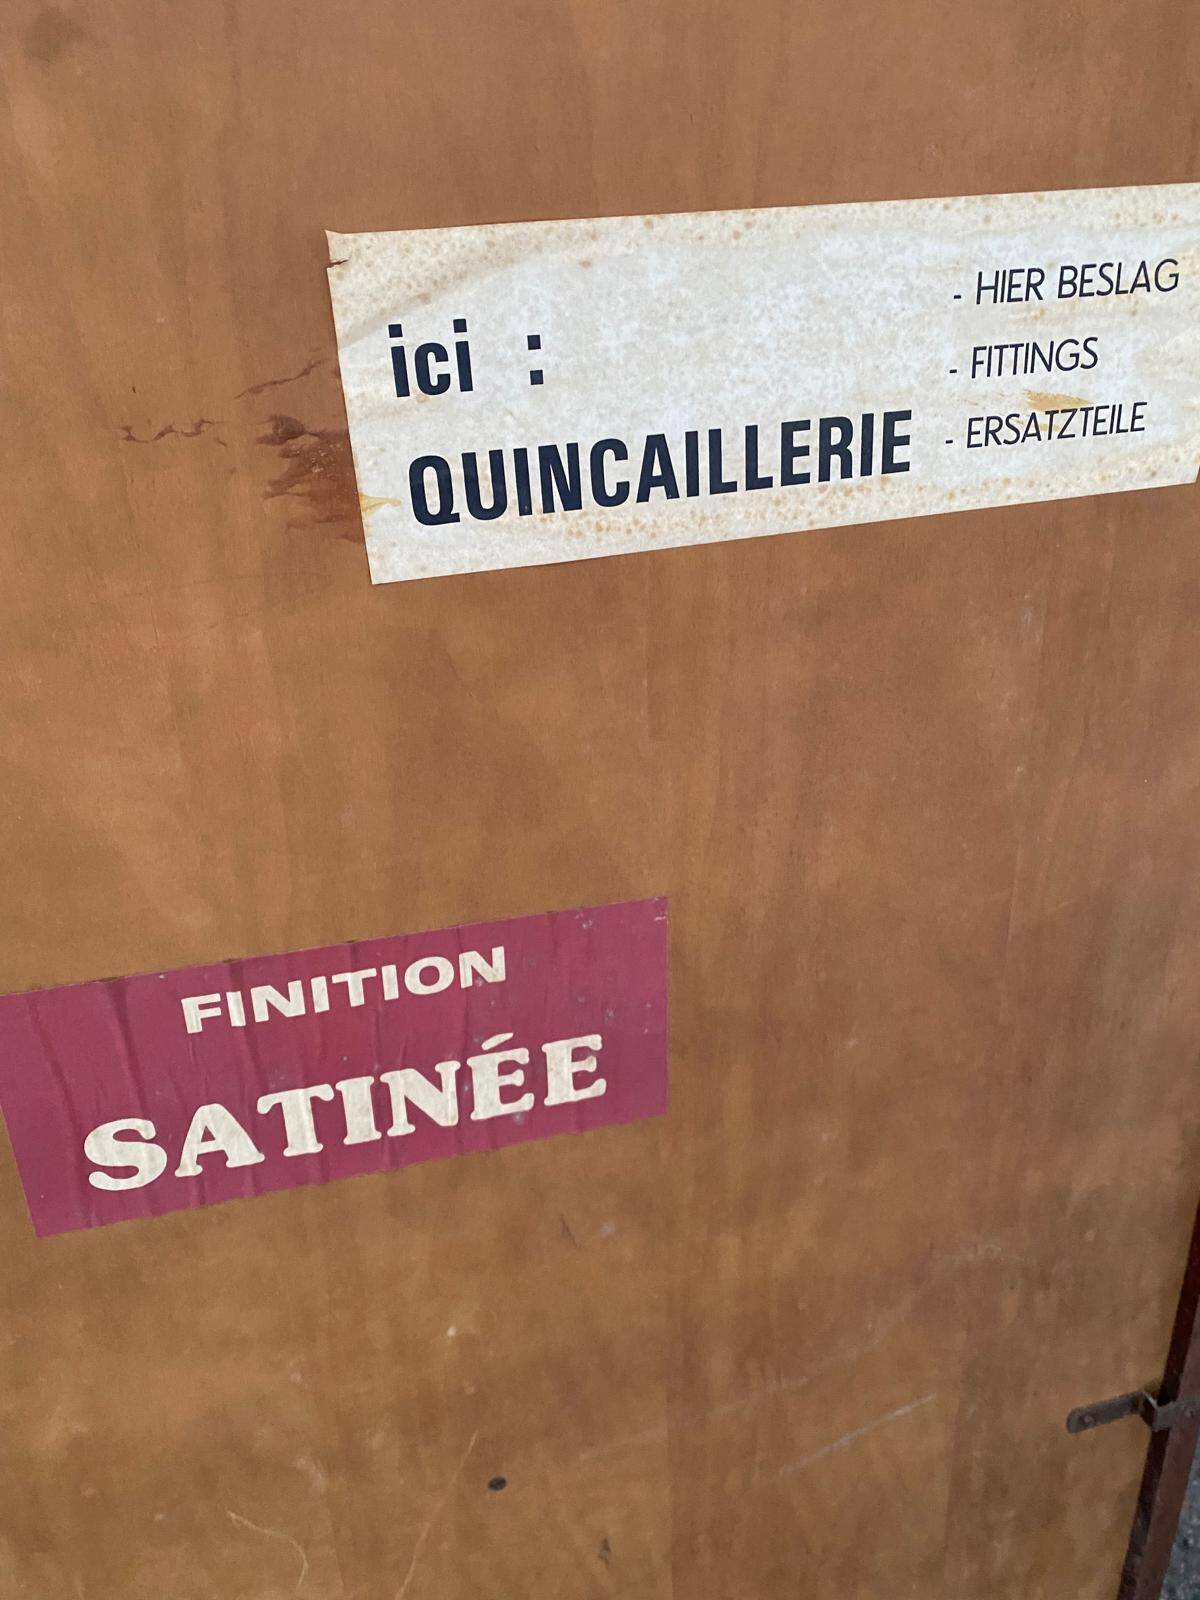 ici :
QUINCAILLERIE
- HIER BESLAG
- FITTINGS
- ERSATZTEILE
FINITION
SATINÉE